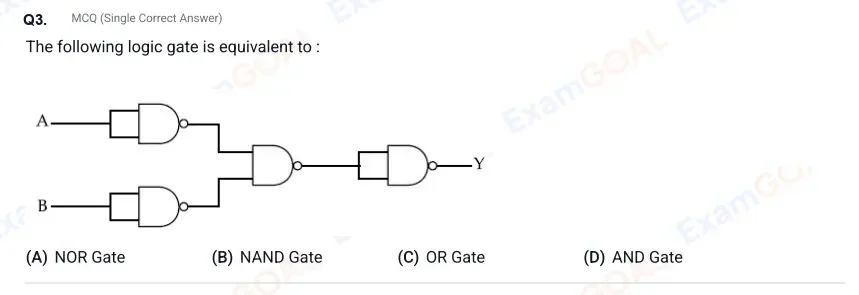 Q3. MCQ (Single Correct Answer)
The following logic gate is equivalent to :
A
Y
B
(A) NOR Gate (B) NAND Gate (C) OR Gate (D) AND Gate
ExamGOAL